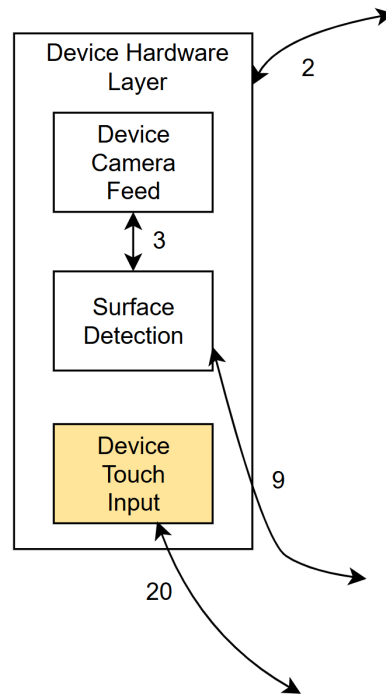 Device Hardware
Layer
2
Device
Camera
Feed
3
Surface
Detection
Device
Touch
Input
9
20